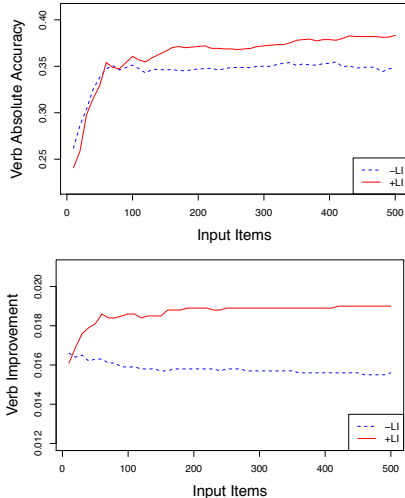 Verb Absolute Accuracy
0.40
0.35
0.30
0.25
−LI
+LI
0 100 200 300 400 500
Input Items
Verb Improvement
0.020
0.018
0.016
0.014
0.012
−LI
+LI
0 100 200 300 400 500
Input Items